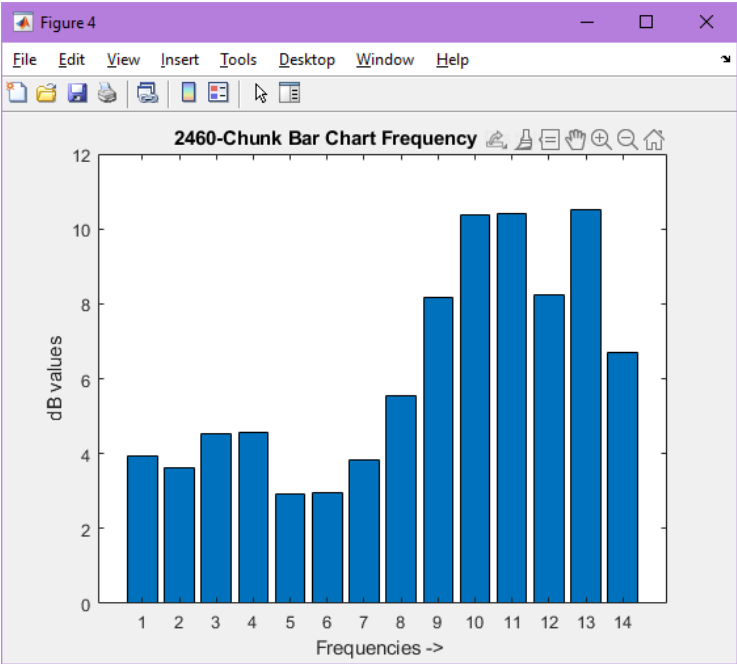 Figure 4
File Edit View Insert Tools Desktop Window Help
2460-Chunk Bar Chart Frequency
12
10
8
6
4
2
0
dB values
1 2 3 4 5 6 7 8 9 10 11 12 13 14
Frequencies ->